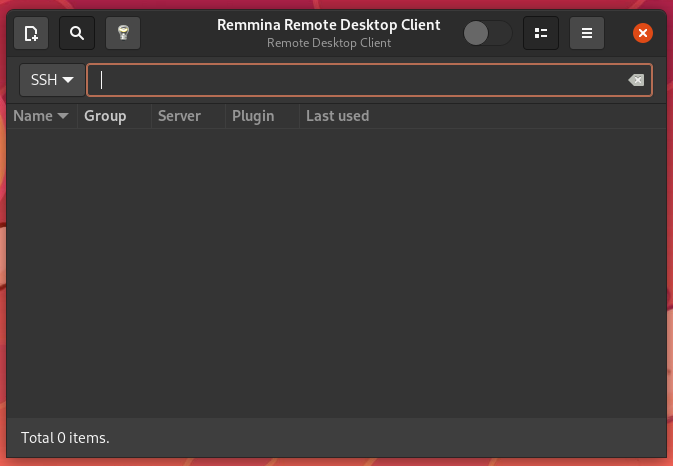 Remmina Remote Desktop Client
Remote Desktop Client
SSH
Name Group Server Plugin Last used
Total 0 items.